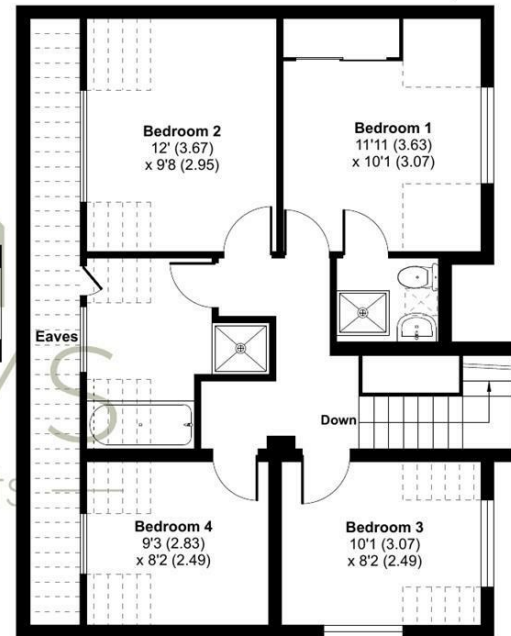 Bedroom 2
12' (3.67)
x 9'8 (2.95)
Bedroom 1
11'11 (3.63)
x 10'1 (3.07)
Eaves
Down
Bedroom 4
9'3 (2.83)
x 8'2 (2.49)
Bedroom 3
10'1 (3.07)
x 8'2 (2.49)